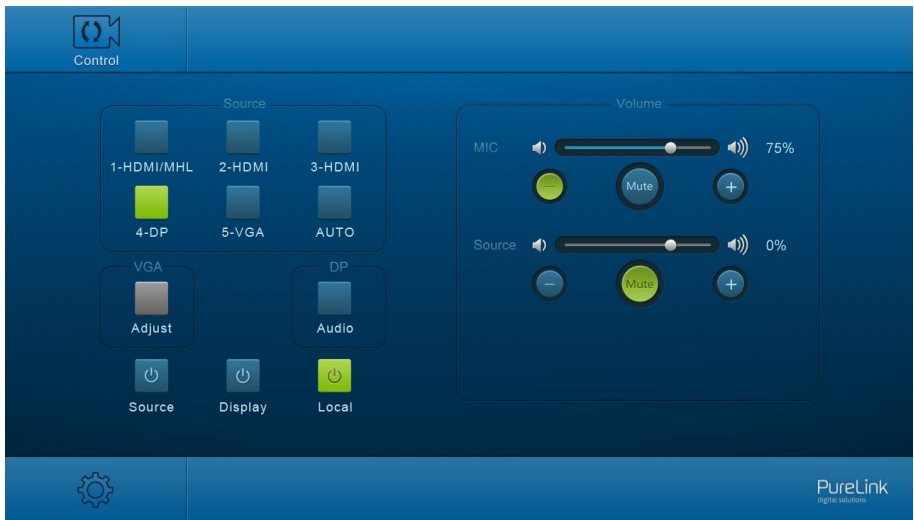 Control
Source
1-HDMI/MHL 2-HDMI 3-HDMI
4-DP 5-VGA AUTO
VGA DP
Adjust Audio
Source Display Local
Volume
MIC 75%
− Mute +
Source 0%
− Mute +
PureLink
digital solutions